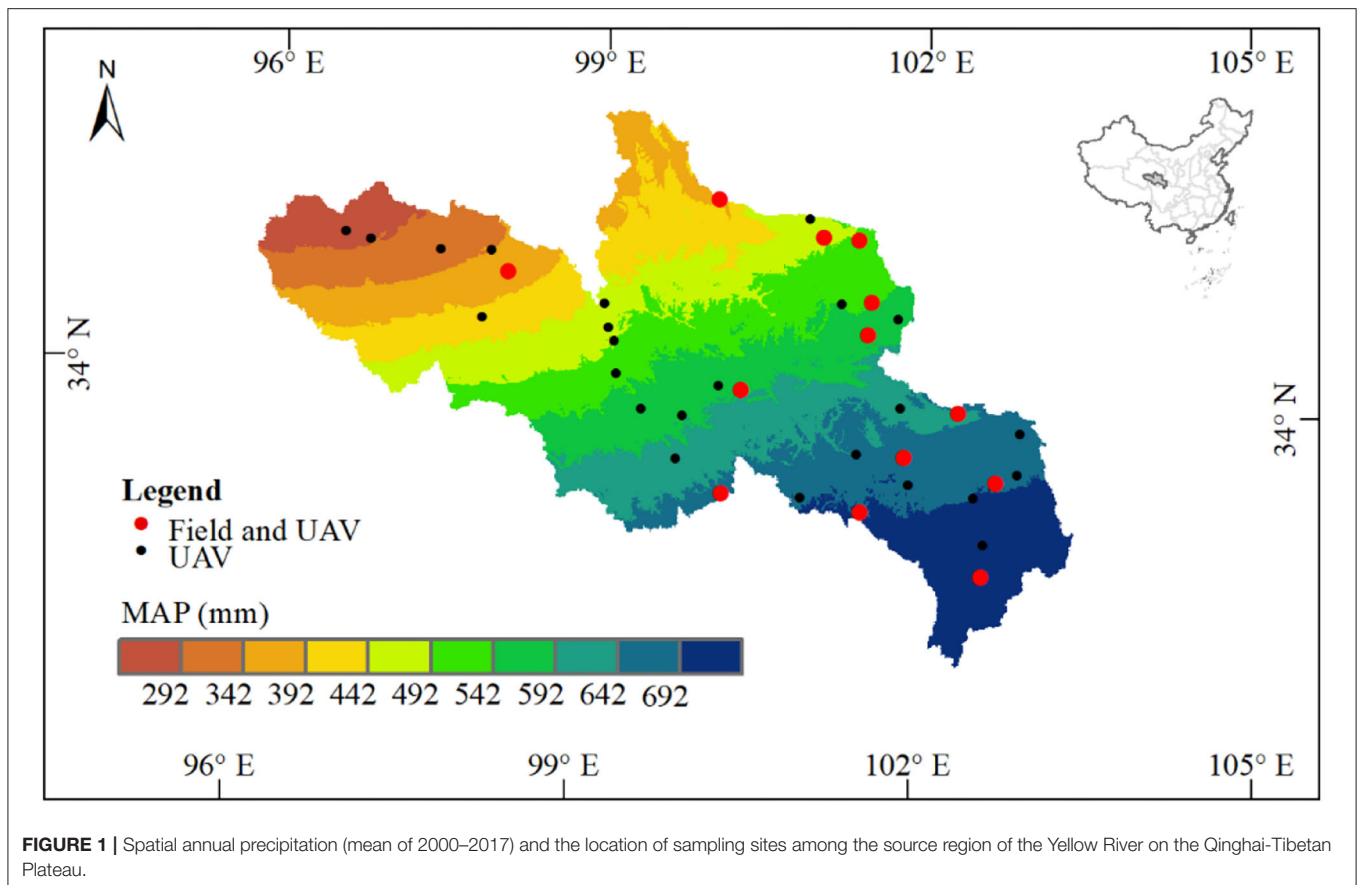 96° E 99° E 102° E 105° E
N
34° N
34° N
Legend
Field and UAV
UAV
MAP (mm)
292 342 392 442 492 542 592 642 692
96° E 99° E 102° E 105° E
FIGURE 1 | Spatial annual precipitation (mean of 2000–2017) and the location of sampling sites among the source region of the Yellow River on the Qinghai-Tibetan
Plateau.